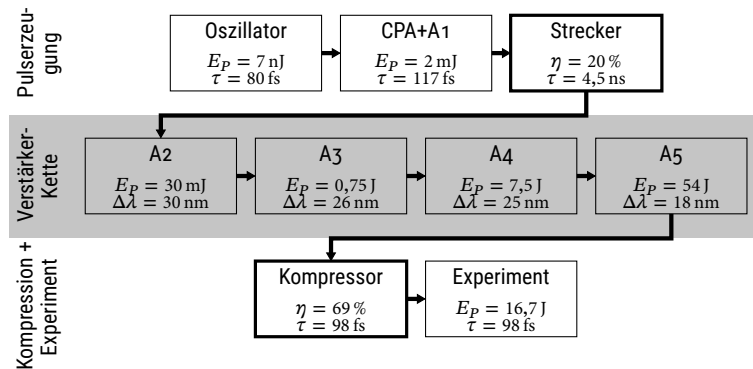 Pulserzeu-
gung
Oszillator
E_P = 7 nJ
τ = 80 fs
CPA+A1
E_P = 2 mJ
τ = 117 fs
Strecker
η = 20 %
τ = 4,5 ns
Verstärker-
Kette
A2
E_P = 30 mJ
Δλ = 30 nm
A3
E_P = 0,75 J
Δλ = 26 nm
A4
E_P = 7,5 J
Δλ = 25 nm
A5
E_P = 54 J
Δλ = 18 nm
Kompression +
Experiment
Kompressor
η = 69 %
τ = 98 fs
Experiment
E_P = 16,7 J
τ = 98 fs